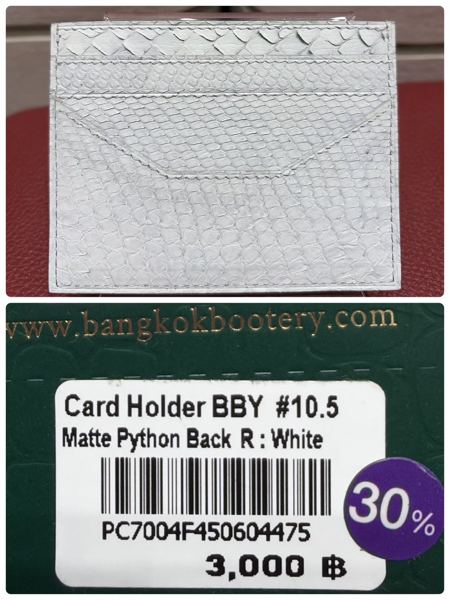 www.bangkokbootery.com
Card Holder BBY #10.5
Matte Python Back R : White
PC7004F450604475
30%
3,000 ฿